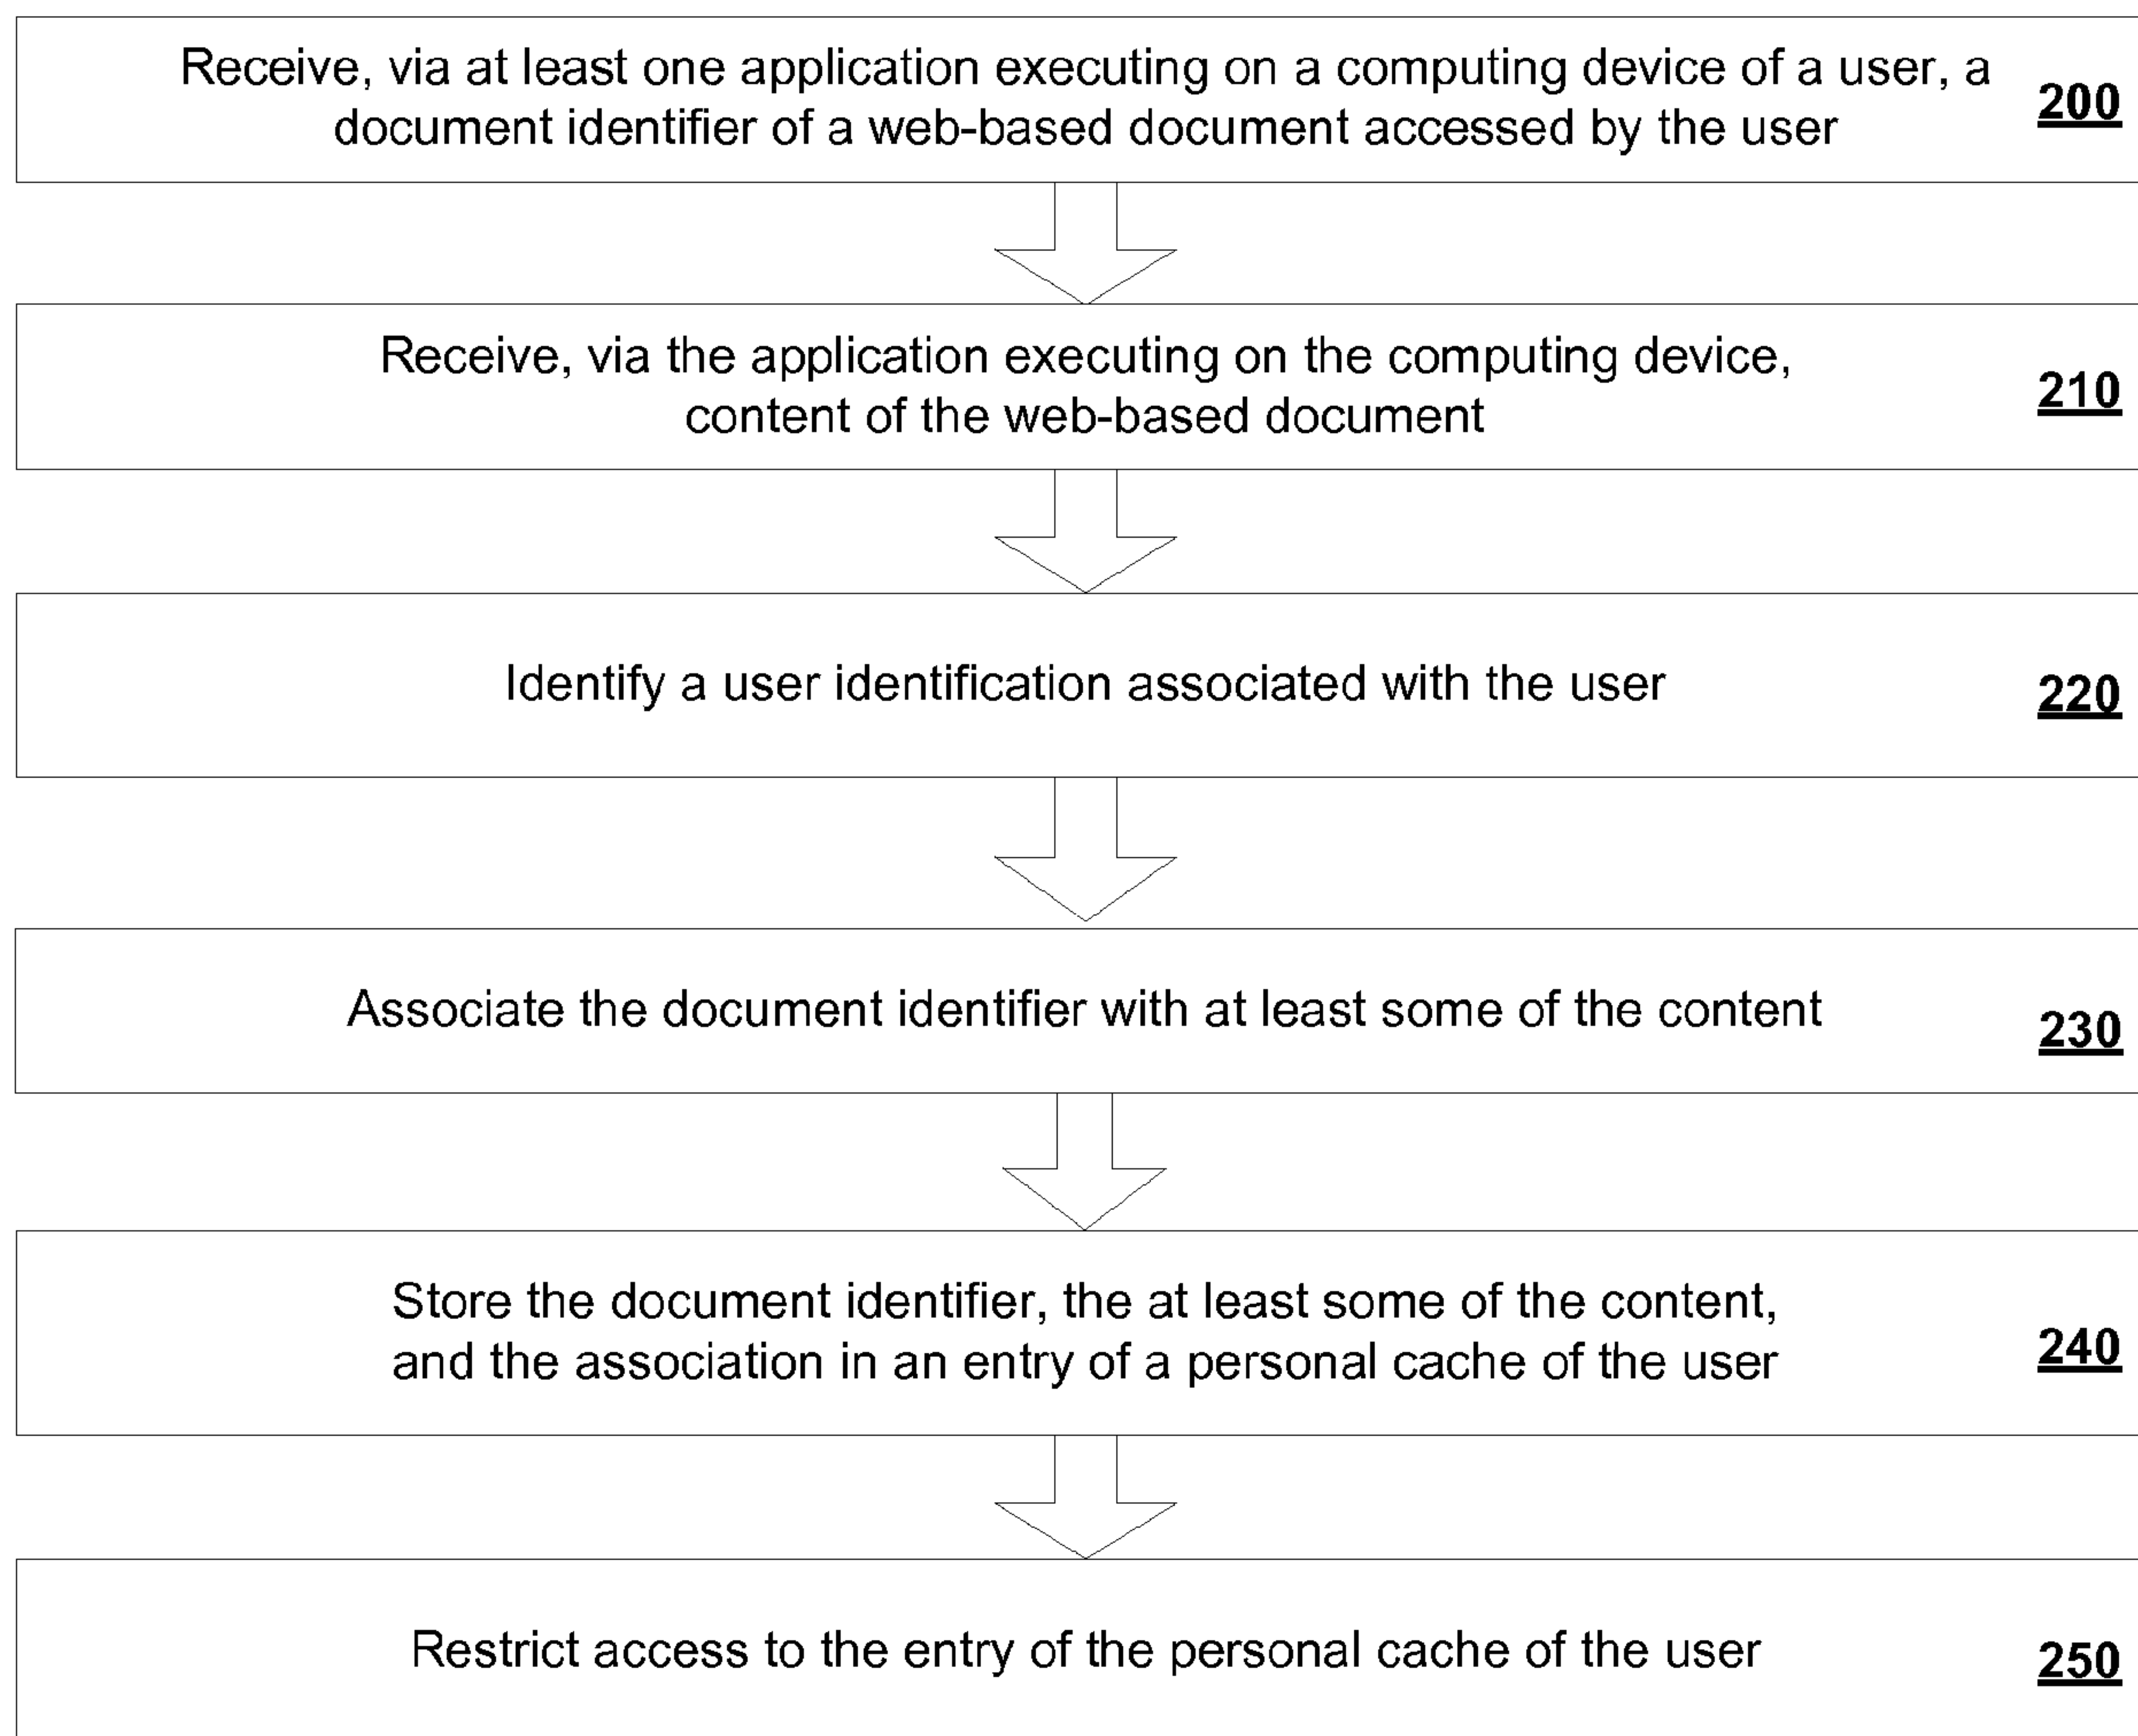 Receive, via at least one application executing on a computing device of a user, a
document identifier of a web-based document accessed by the user
200
Receive, via the application executing on the computing device,
content of the web-based document
210
Identify a user identification associated with the user
220
Associate the document identifier with at least some of the content
230
Store the document identifier, the at least some of the content,
and the association in an entry of a personal cache of the user
240
Restrict access to the entry of the personal cache of the user
250